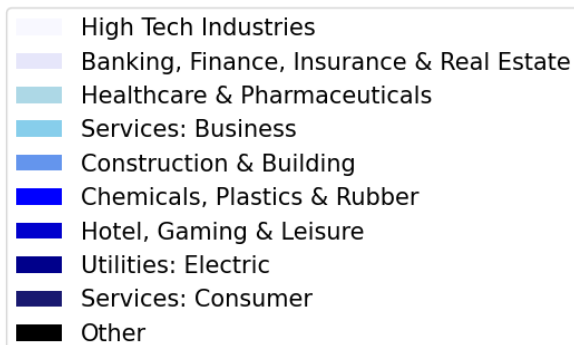 High Tech Industries
Banking, Finance, Insurance & Real Estate
Healthcare & Pharmaceuticals
Services: Business
Construction & Building
Chemicals, Plastics & Rubber
Hotel, Gaming & Leisure
Utilities: Electric
Services: Consumer
Other